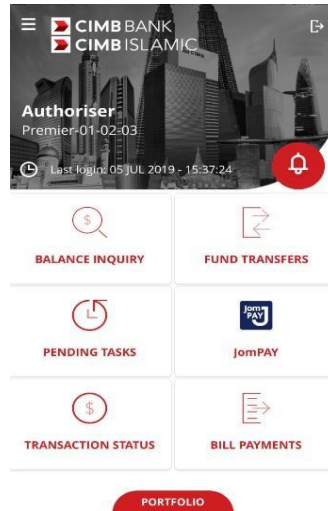 CIMB BANK
CIMB ISLAMIC
Authoriser
Premier-01-02-03
Last login: 05 JUL 2019 - 15:37:24
BALANCE INQUIRY
FUND TRANSFERS
Jom
PAY
PENDING TASKS
JomPAY
TRANSACTION STATUS
BILL PAYMENTS
PORTFOLIO